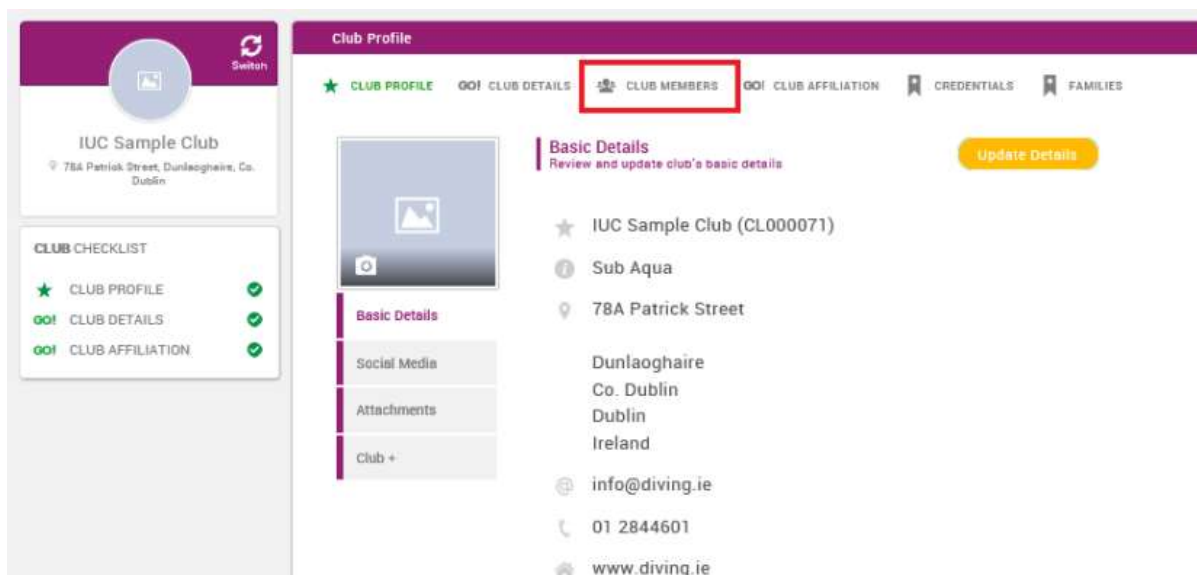 Switch
IUC Sample Club
78A Patrick Street, Dunlaoghaire, Co.
Dublin
CLUB CHECKLIST
CLUB PROFILE
GO! CLUB DETAILS
GO! CLUB AFFILIATION
Club Profile
CLUB PROFILE GO! CLUB DETAILS CLUB MEMBERS GO! CLUB AFFILIATION CREDENTIALS FAMILIES
Basic Details
Social Media
Attachments
Club +
Basic Details
Review and update club's basic details
Update Details
IUC Sample Club (CL000071)
Sub Aqua
78A Patrick Street
Dunlaoghaire
Co. Dublin
Dublin
Ireland
info@diving.ie
01 2844601
www.diving.ie